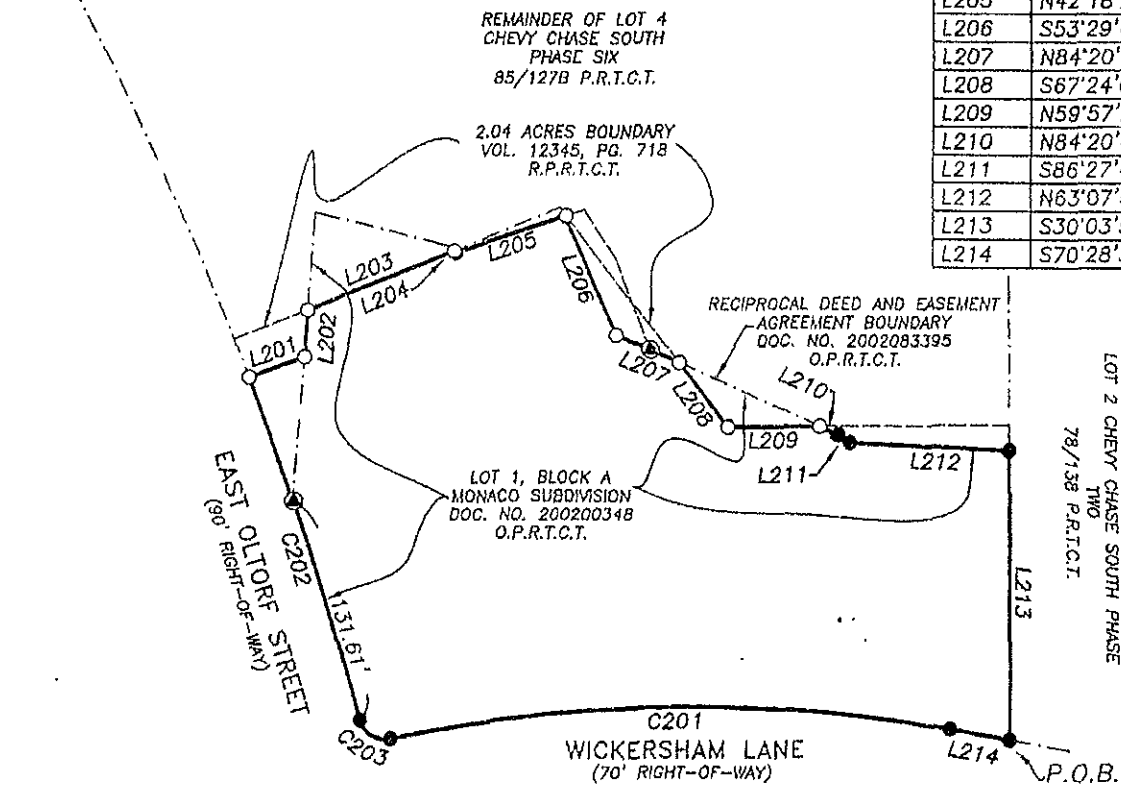 REMAINDER OF LOT 4
CHEVY CHASE SOUTH
PHASE SIX
85/127B P.R.T.C.T.
2.04 ACRES BOUNDARY
VOL. 12345, PG. 718
R.P.R.T.C.T.
L205 N42°18'
L206 S53°29'
L207 N84°20'
L208 S67°24'
L209 N59°57'
L210 N84°20'
L211 S86°27'
L212 N63°07'
L213 S30°03'
L214 S70°28'
L203
L204
L205
L206
L202
L201
L207
L208
RECIPROCAL DEED AND EASEMENT
AGREEMENT BOUNDARY
DOC. NO. 2002083395
O.P.R.T.C.T.
L210
L209
L211
L212
LOT 2 CHEVY CHASE SOUTH PHASE
TWO
78/138 P.R.T.C.T.
LOT 1, BLOCK A
MONACO SUBDIVISION
DOC. NO. 200200348
O.P.R.T.C.T.
EAST OLTORF STREET
(90' RIGHT-OF-WAY)
C202
131.61'
L213
C203
C201
WICKERSHAM LANE
(70' RIGHT-OF-WAY)
L214
P.O.B.